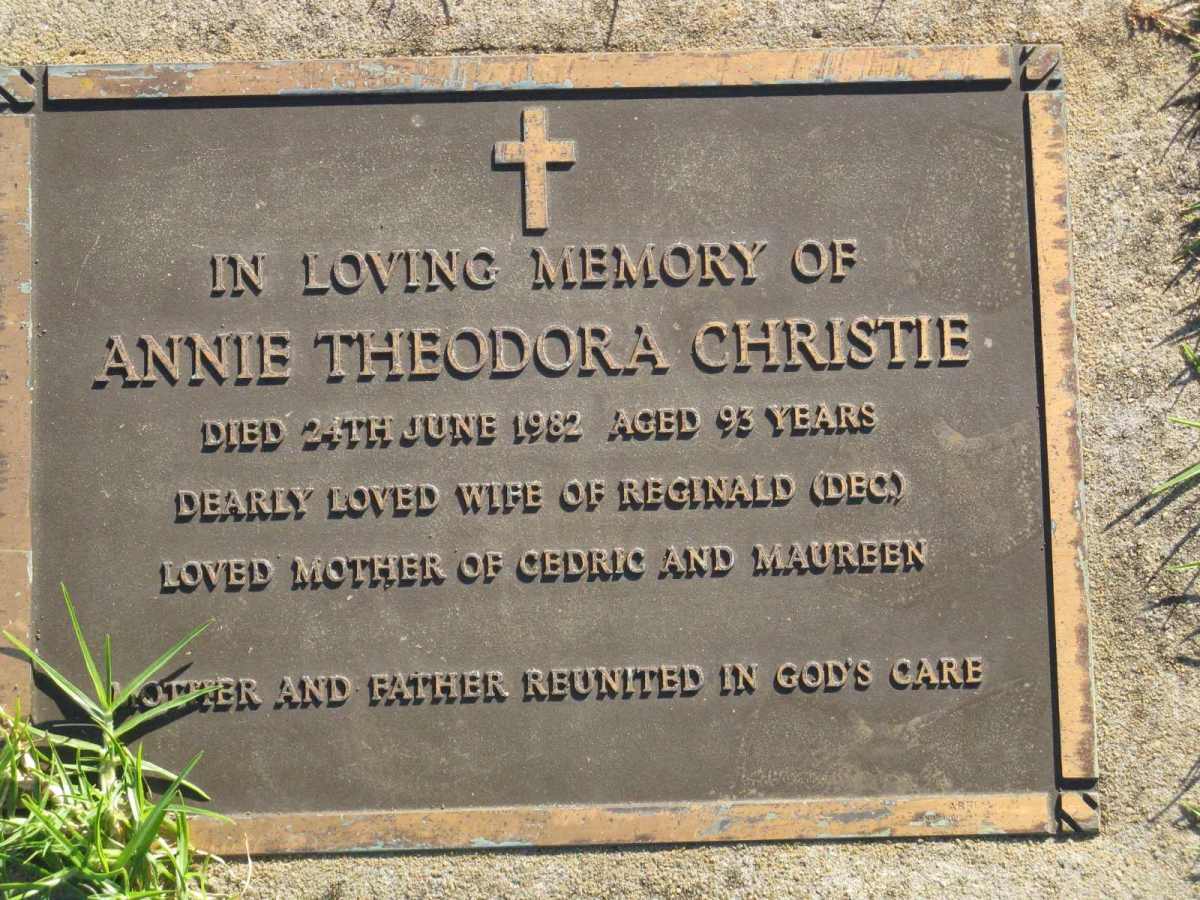 IN LOVING MEMORY OF
ANNIE THEODORA CHRISTIE
DIED 24TH JUNE 1982 AGED 93 YEARS
DEARLY LOVED WIFE OF REGINALD (DEC.)
LOVED MOTHER OF CEDRIC AND MAUREEN
MOTHER AND FATHER REUNITED IN GOD'S CARE